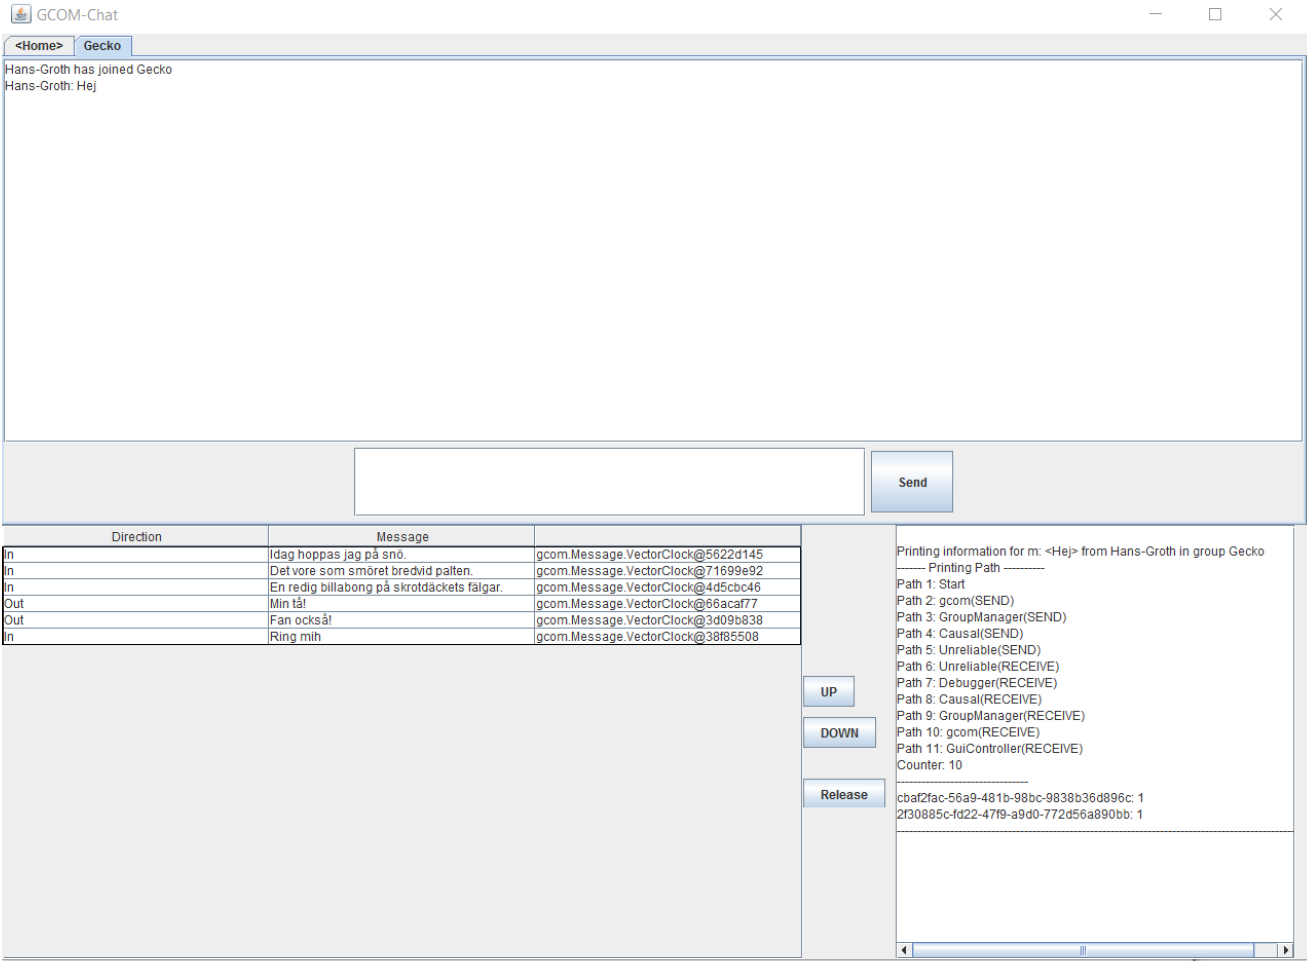 GCOM-Chat
<Home> Gecko
Hans-Groth has joined Gecko
Hans-Groth: Hej
Send
Direction Message
In Idag hoppas jag på snö. gcom.Message.VectorClock@5622d145
In Det vore som smöret bredvid palten. gcom.Message.VectorClock@71699e92
In En redig billabong på skrotdäckets fälgar. gcom.Message.VectorClock@4d5cbc46
Out Min tå! gcom.Message.VectorClock@66acaf77
Out Fan också! gcom.Message.VectorClock@3d09b838
In Ring mih gcom.Message.VectorClock@38f85508
UP
DOWN
Release
Printing information for m: <Hej> from Hans-Groth in group Gecko
------- Printing Path ----------
Path 1: Start
Path 2: gcom(SEND)
Path 3: GroupManager(SEND)
Path 4: Causal(SEND)
Path 5: Unreliable(SEND)
Path 6: Unreliable(RECEIVE)
Path 7: Debugger(RECEIVE)
Path 8: Causal(RECEIVE)
Path 9: GroupManager(RECEIVE)
Path 10: gcom(RECEIVE)
Path 11: GuiController(RECEIVE)
Counter: 10
--------------------------------
cbaf2fac-56a9-481b-98bc-9838b36d896c: 1
2f30885c-fd22-47f9-a9d0-772d56a890bb: 1
--------------------------------------------------------------------------------------------------